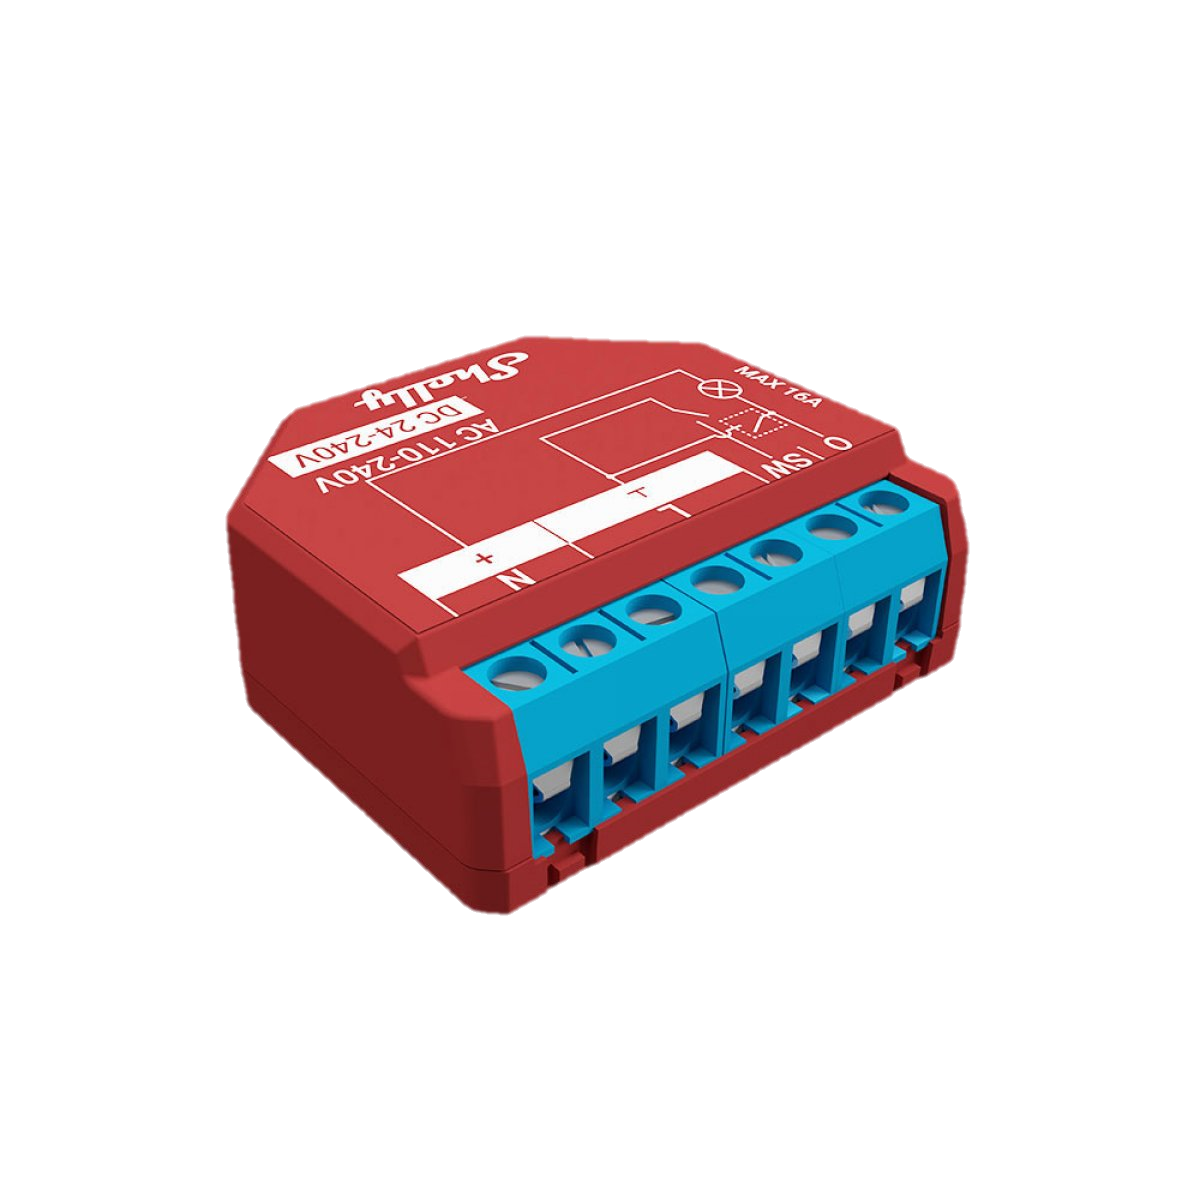 Shelly
DC 24-240V
AC 110-240V
MAX 16A
O
SW
L
⊥
N
+